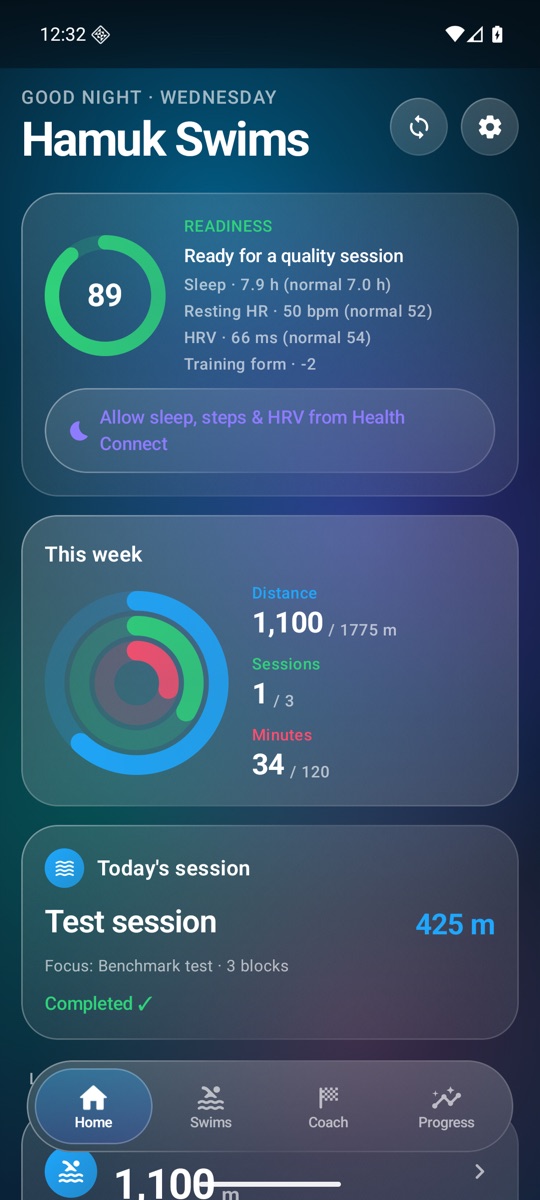 12:32
GOOD NIGHT · WEDNESDAY
Hamuk Swims
READINESS
Ready for a quality session
89
Sleep · 7.9 h (normal 7.0 h)
Resting HR · 50 bpm (normal 52)
HRV · 66 ms (normal 54)
Training form · -2
Allow sleep, steps & HRV from Health
Connect
This week
Distance
1,100 / 1775 m
Sessions
1 / 3
Minutes
34 / 120
Today's session
Test session
425 m
Focus: Benchmark test · 3 blocks
Completed ✓
Home
Swims
Coach
Progress
1,100 m